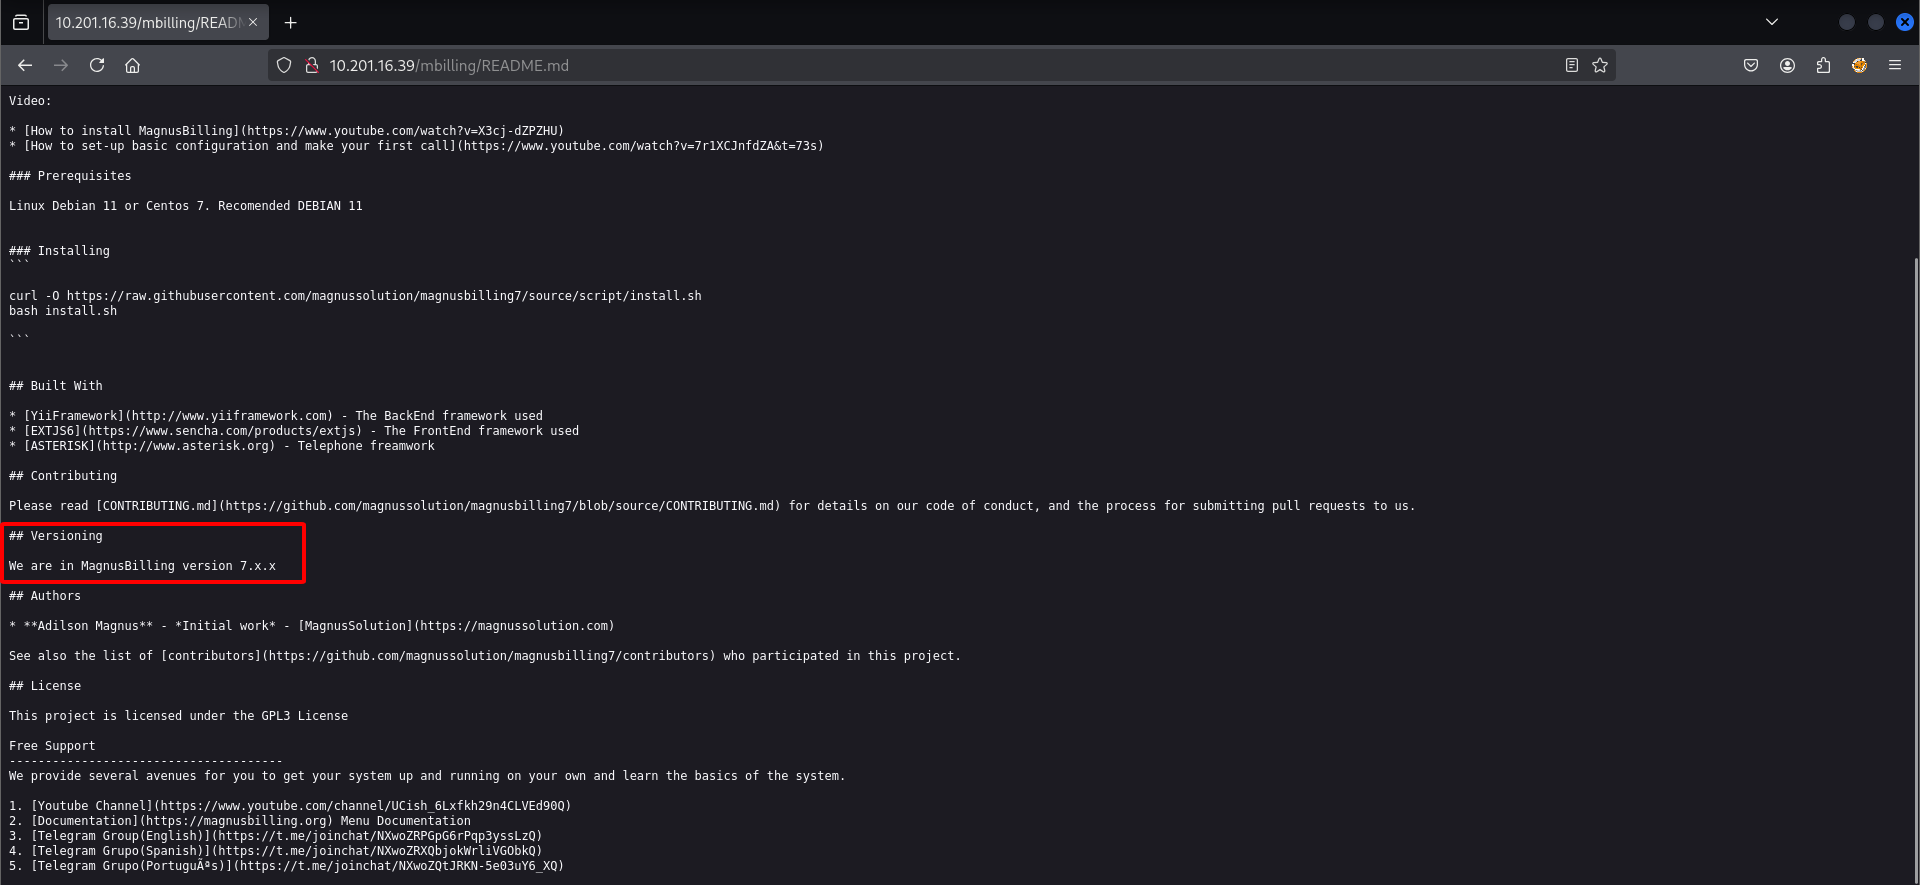 10.201.16.39/mbilling/READ
10.201.16.39/mbilling/README.md
Video:
* [How to install MagnusBilling](https://www.youtube.com/watch?v=X3cj-dZPZHU)
* [How to set-up basic configuration and make your first call](https://www.youtube.com/watch?v=7r1XCJnfdZA&t=73s)
### Prerequisites
Linux Debian 11 or Centos 7. Recomended DEBIAN 11
### Installing
```
curl -O https://raw.githubusercontent.com/magnussolution/magnusbilling7/source/script/install.sh
bash install.sh
```
## Built With
* [YiiFramework](http://www.yiiframework.com) - The BackEnd framework used
* [EXTJS6](https://www.sencha.com/products/extjs) - The FrontEnd framework used
* [ASTERISK](http://www.asterisk.org) - Telephone freamwork
## Contributing
Please read [CONTRIBUTING.md](https://github.com/magnussolution/magnusbilling7/blob/source/CONTRIBUTING.md) for details on our code of conduct, and the process for submitting pull requests to us.
## Versioning
We are in MagnusBilling version 7.x.x
## Authors
* **Adilson Magnus** - *Initial work* - [MagnusSolution](https://magnussolution.com)
See also the list of [contributors](https://github.com/magnussolution/magnusbilling7/contributors) who participated in this project.
## License
This project is licensed under the GPL3 License
Free Support
--------------------------------------
We provide several avenues for you to get your system up and running on your own and learn the basics of the system.
1. [Youtube Channel](https://www.youtube.com/channel/UCish_6Lxfkh29n4CLVEd90Q)
2. [Documentation](https://magnusbilling.org) Menu Documentation
3. [Telegram Group(English)](https://t.me/joinchat/NXwoZRPGpG6rPqp3yssLzQ)
4. [Telegram Grupo(Spanish)](https://t.me/joinchat/NXwoZRXQbjokWrliVGObkQ)
5. [Telegram Grupo(PortuguÃªs)](https://t.me/joinchat/NXwoZQtJRKN-5e03uY6_XQ)